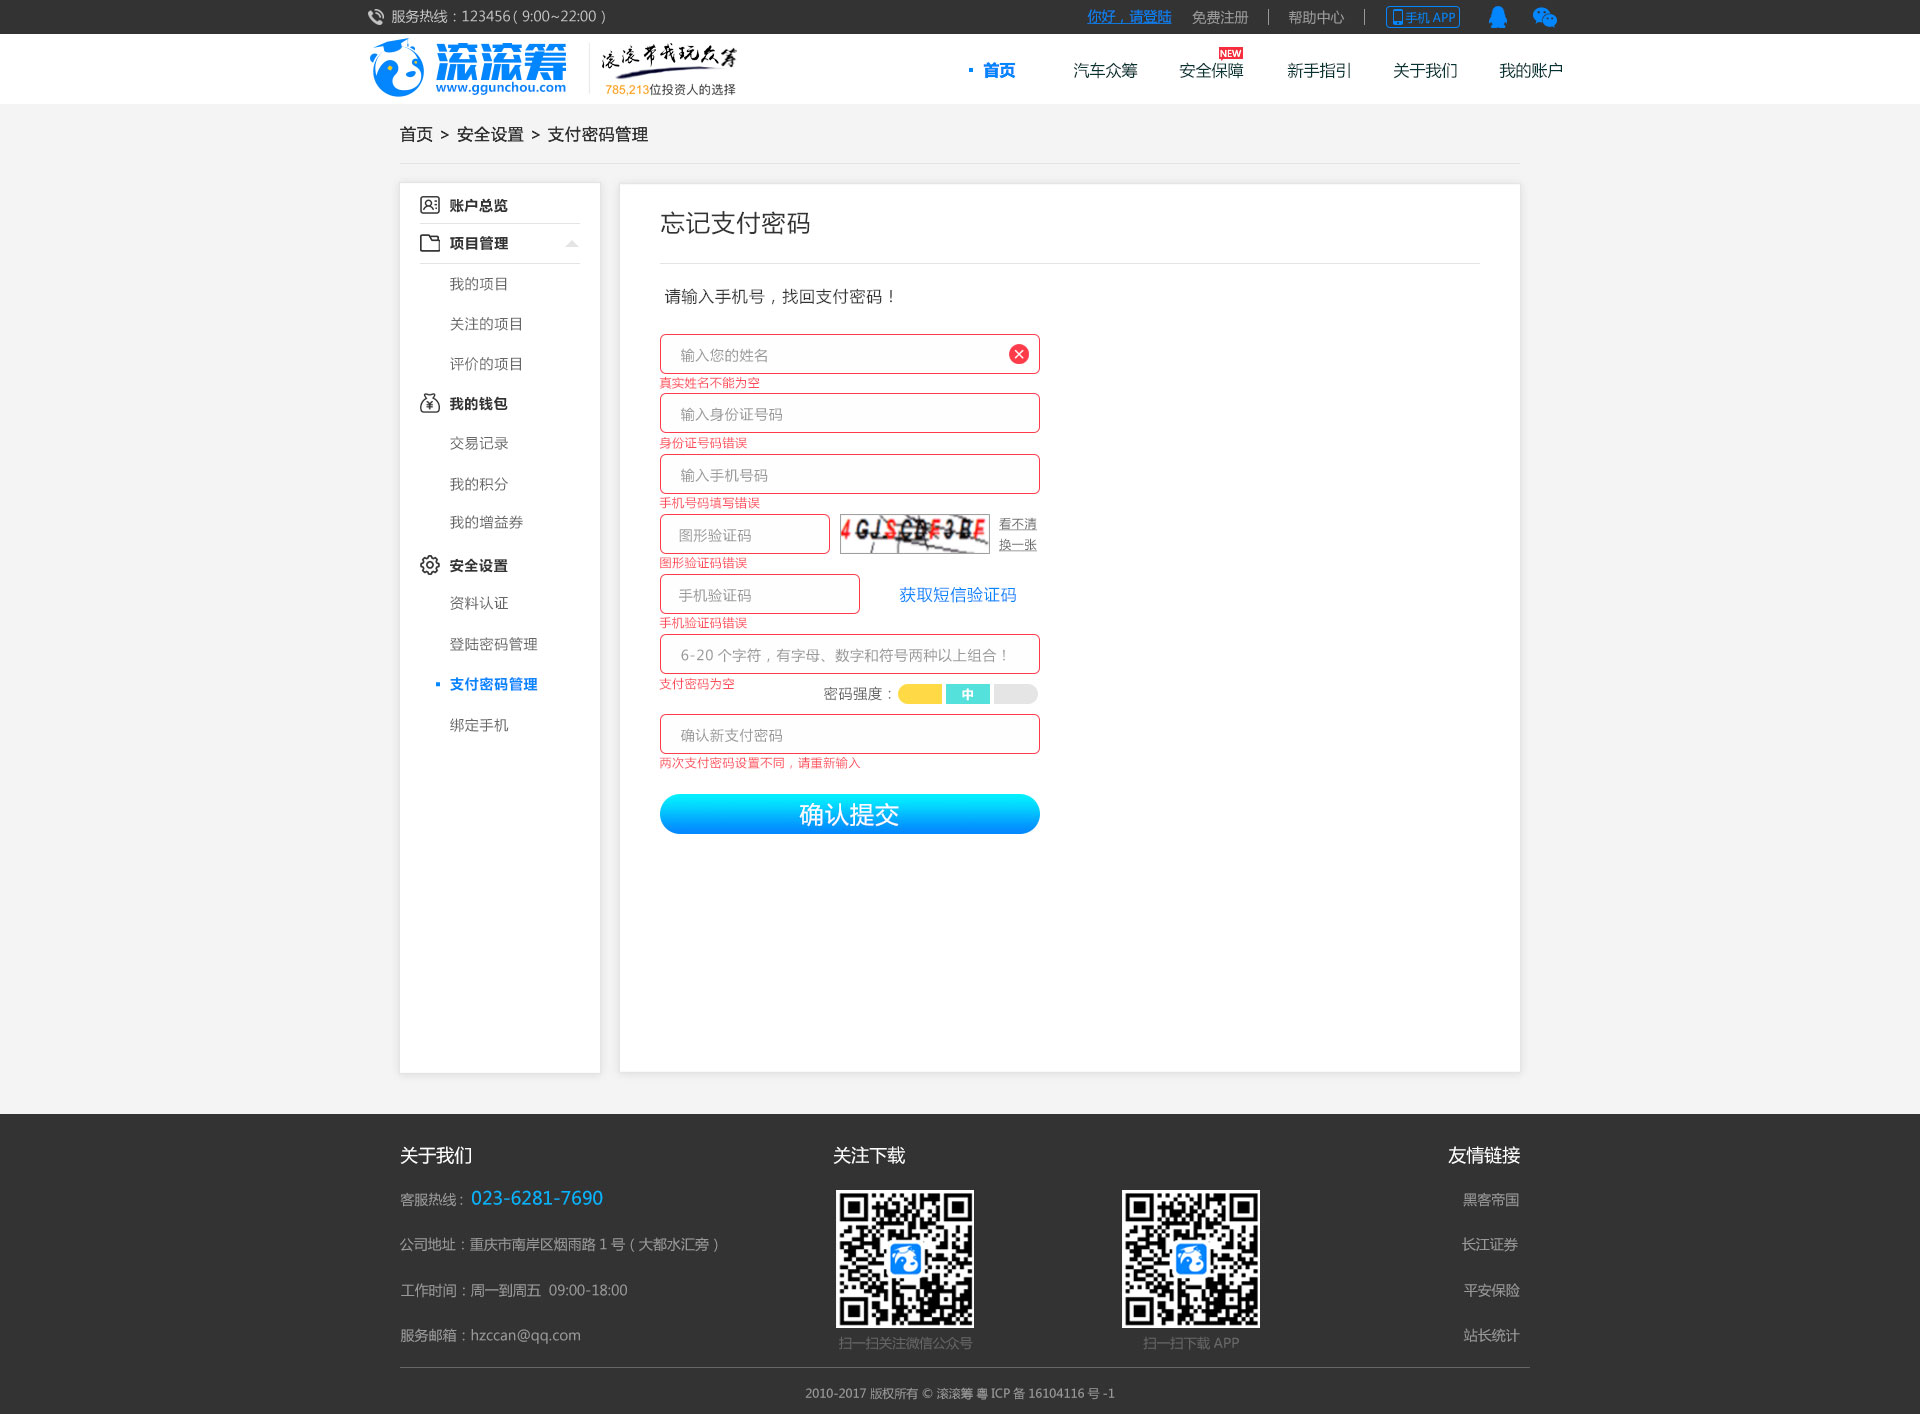 服务热线：123456（9:00~22:00）
你好，请登陆
免费注册
帮助中心
手机 APP
滚滚筹
www.ggunchou.com
滚滚带我玩众筹
785,213位投资人的选择
首页
汽车众筹
安全保障
NEW
新手指引
关于我们
我的账户
首页 > 安全设置 > 支付密码管理
账户总览
项目管理
我的项目
关注的项目
评价的项目
我的钱包
交易记录
我的积分
我的增益券
安全设置
资料认证
登陆密码管理
支付密码管理
绑定手机
忘记支付密码
请输入手机号，找回支付密码！
输入您的姓名
真实姓名不能为空
输入身份证号码
身份证号码错误
输入手机号码
手机号码填写错误
图形验证码
4GJSCDF3BF
看不清
换一张
图形验证码错误
手机验证码
获取短信验证码
手机验证码错误
6-20 个字符，有字母、数字和符号两种以上组合！
支付密码为空
密码强度：
中
确认新支付密码
两次支付密码设置不同，请重新输入
确认提交
关于我们
客服热线：023-6281-7690
公司地址：重庆市南岸区烟雨路 1 号（大都水汇旁）
工作时间：周一到周五 09:00-18:00
服务邮箱：hzccan@qq.com
关注下载
扫一扫关注微信公众号
扫一扫下载 APP
友情链接
黑客帝国
长江证券
平安保险
站长统计
2010-2017 版权所有 © 滚滚筹 粤 ICP 备 16104116 号 -1